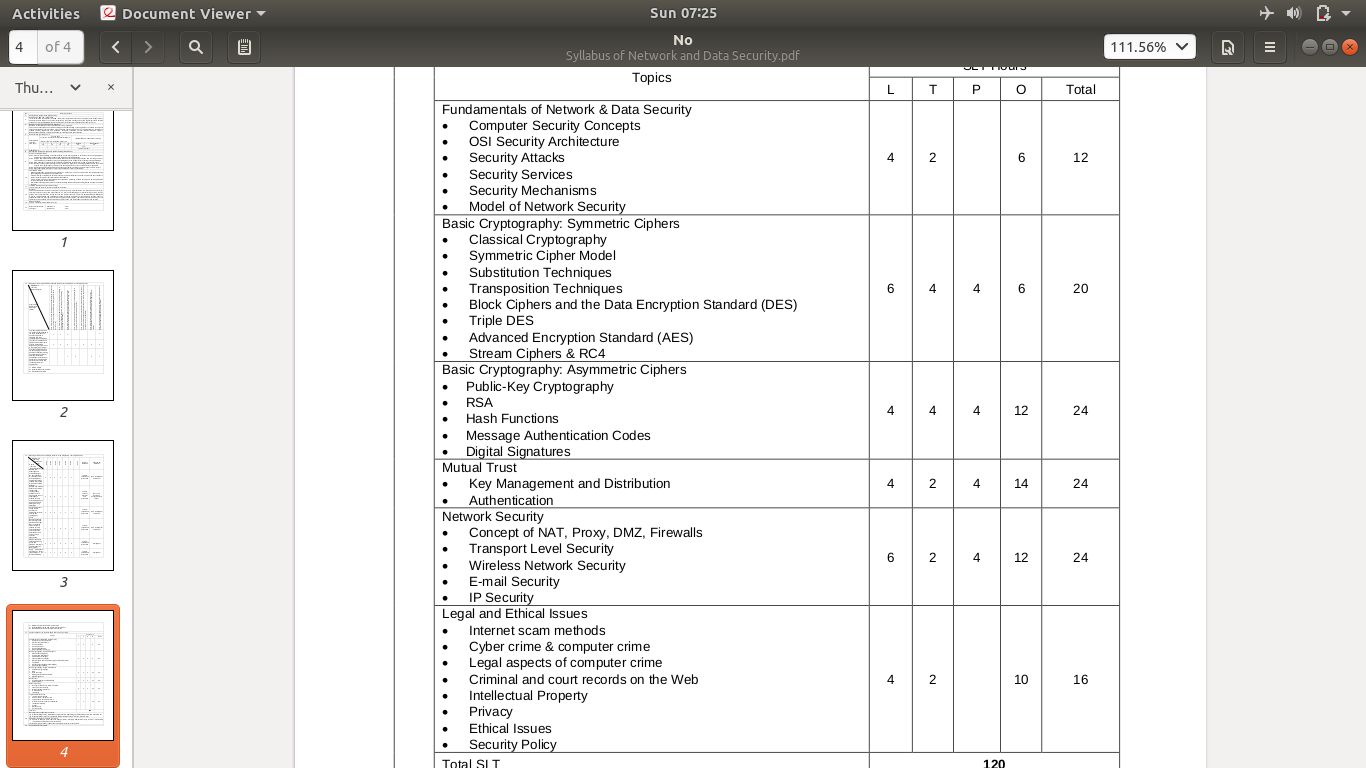 Activities Document Viewer Sun 07:25
4 of 4 No 111.56%
Syllabus of Network and Data Security.pdf
Thu...
1
2
3
4
SLT Hours
Topics
L T P O Total
Fundamentals of Network & Data Security
• Computer Security Concepts
• OSI Security Architecture
• Security Attacks
4 2 6 12
• Security Services
• Security Mechanisms
• Model of Network Security
Basic Cryptography: Symmetric Ciphers
• Classical Cryptography
• Symmetric Cipher Model
• Substitution Techniques
• Transposition Techniques
6 4 4 6 20
• Block Ciphers and the Data Encryption Standard (DES)
• Triple DES
• Advanced Encryption Standard (AES)
• Stream Ciphers & RC4
Basic Cryptography: Asymmetric Ciphers
• Public-Key Cryptography
• RSA
4 4 4 12 24
• Hash Functions
• Message Authentication Codes
• Digital Signatures
Mutual Trust
• Key Management and Distribution
4 2 4 14 24
• Authentication
Network Security
• Concept of NAT, Proxy, DMZ, Firewalls
• Transport Level Security
6 2 4 12 24
• Wireless Network Security
• E-mail Security
• IP Security
Legal and Ethical Issues
• Internet scam methods
• Cyber crime & computer crime
• Legal aspects of computer crime
• Criminal and court records on the Web
4 2 10 16
• Intellectual Property
• Privacy
• Ethical Issues
• Security Policy
Total SLT 120